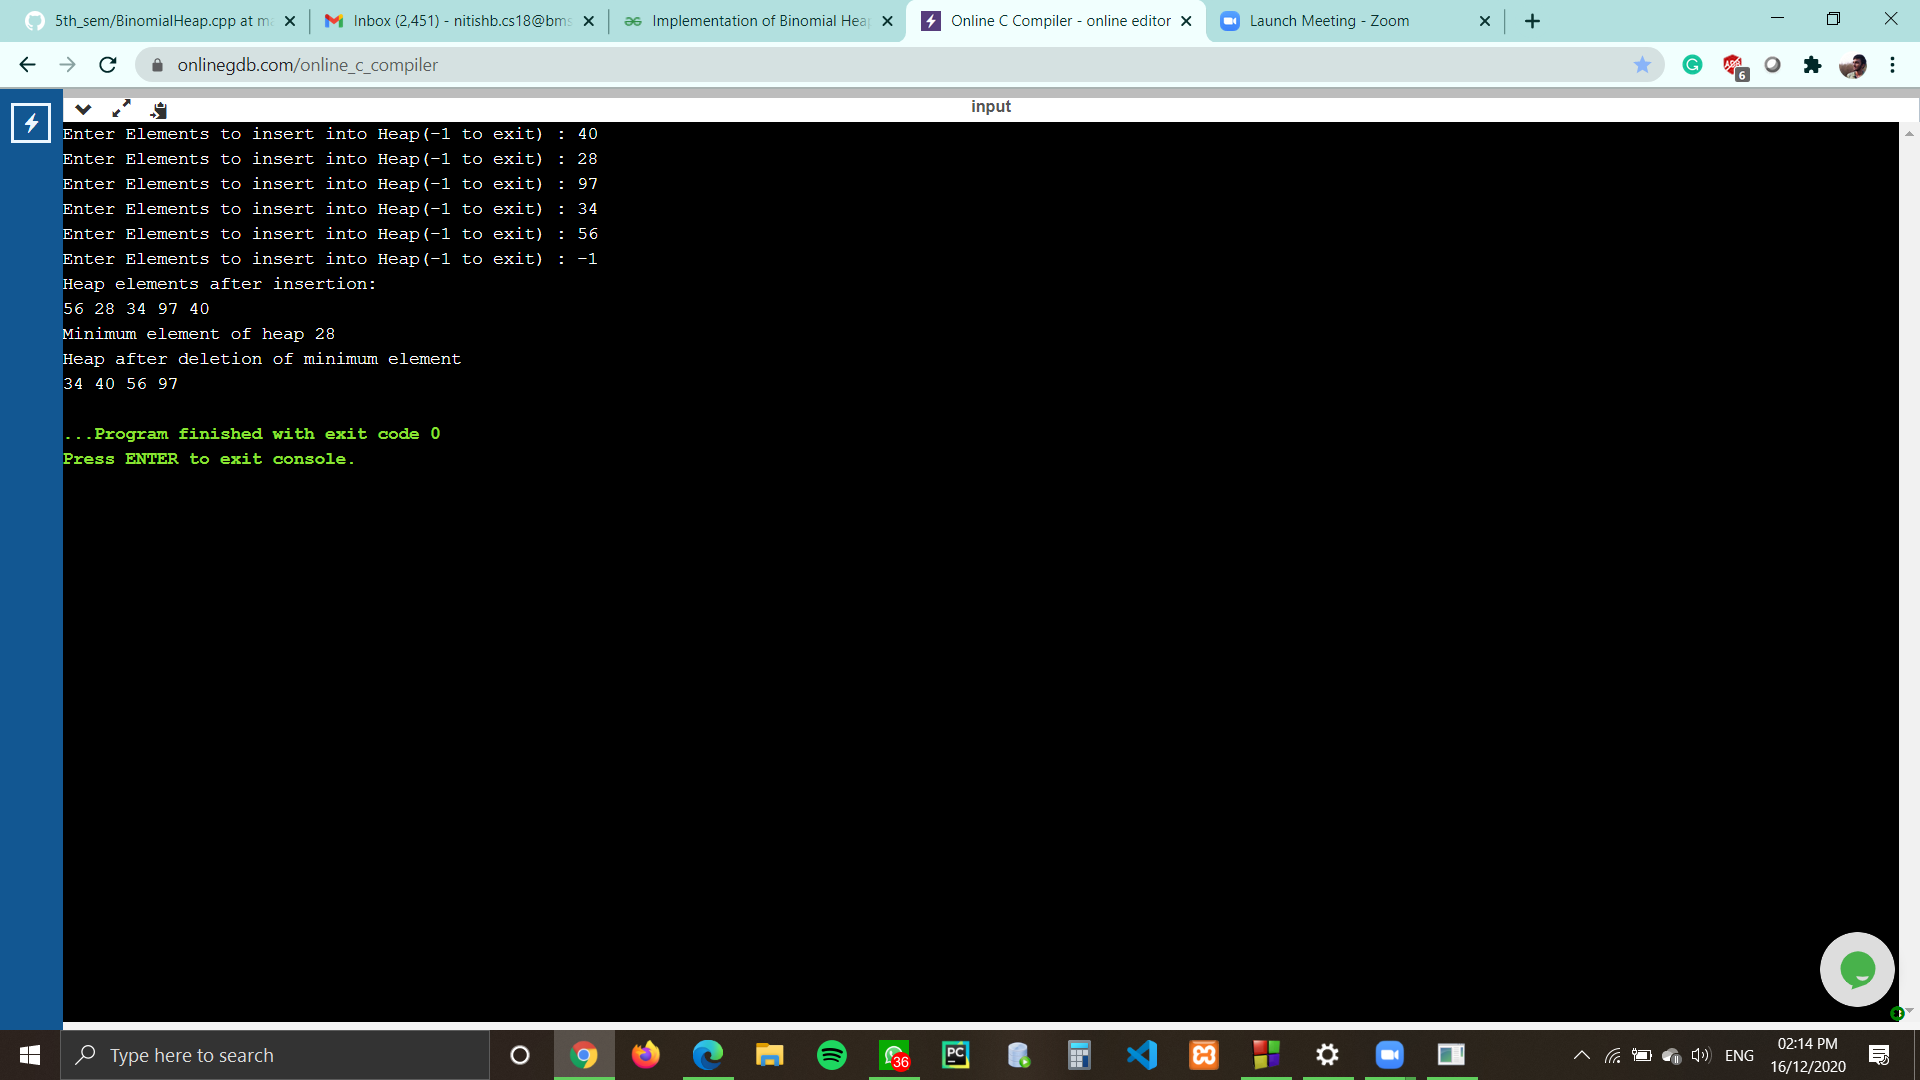 5th_sem/BinomialHeap.cpp at ma
Inbox (2,451) - nitishb.cs18@bms
Implementation of Binomial Heap
Online C Compiler - online editor
Launch Meeting - Zoom
onlinegdb.com/online_c_compiler
6
input
Enter Elements to insert into Heap(-1 to exit) : 40
Enter Elements to insert into Heap(-1 to exit) : 28
Enter Elements to insert into Heap(-1 to exit) : 97
Enter Elements to insert into Heap(-1 to exit) : 34
Enter Elements to insert into Heap(-1 to exit) : 56
Enter Elements to insert into Heap(-1 to exit) : -1
Heap elements after insertion:
56 28 34 97 40
Minimum element of heap 28
Heap after deletion of minimum element
34 40 56 97
...Program finished with exit code 0
Press ENTER to exit console.
Type here to search
36
PC
ENG
02:14 PM
16/12/2020